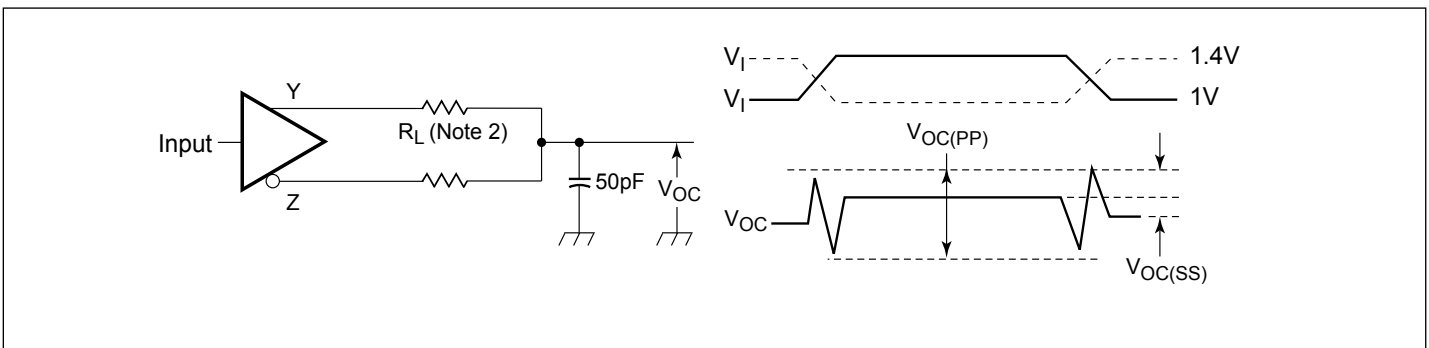 Input
Y
Z
R_L (Note 2)
50pF
V_OC
V_I
V_I
1.4V
1V
V_OC(PP)
V_OC
V_OC(SS)